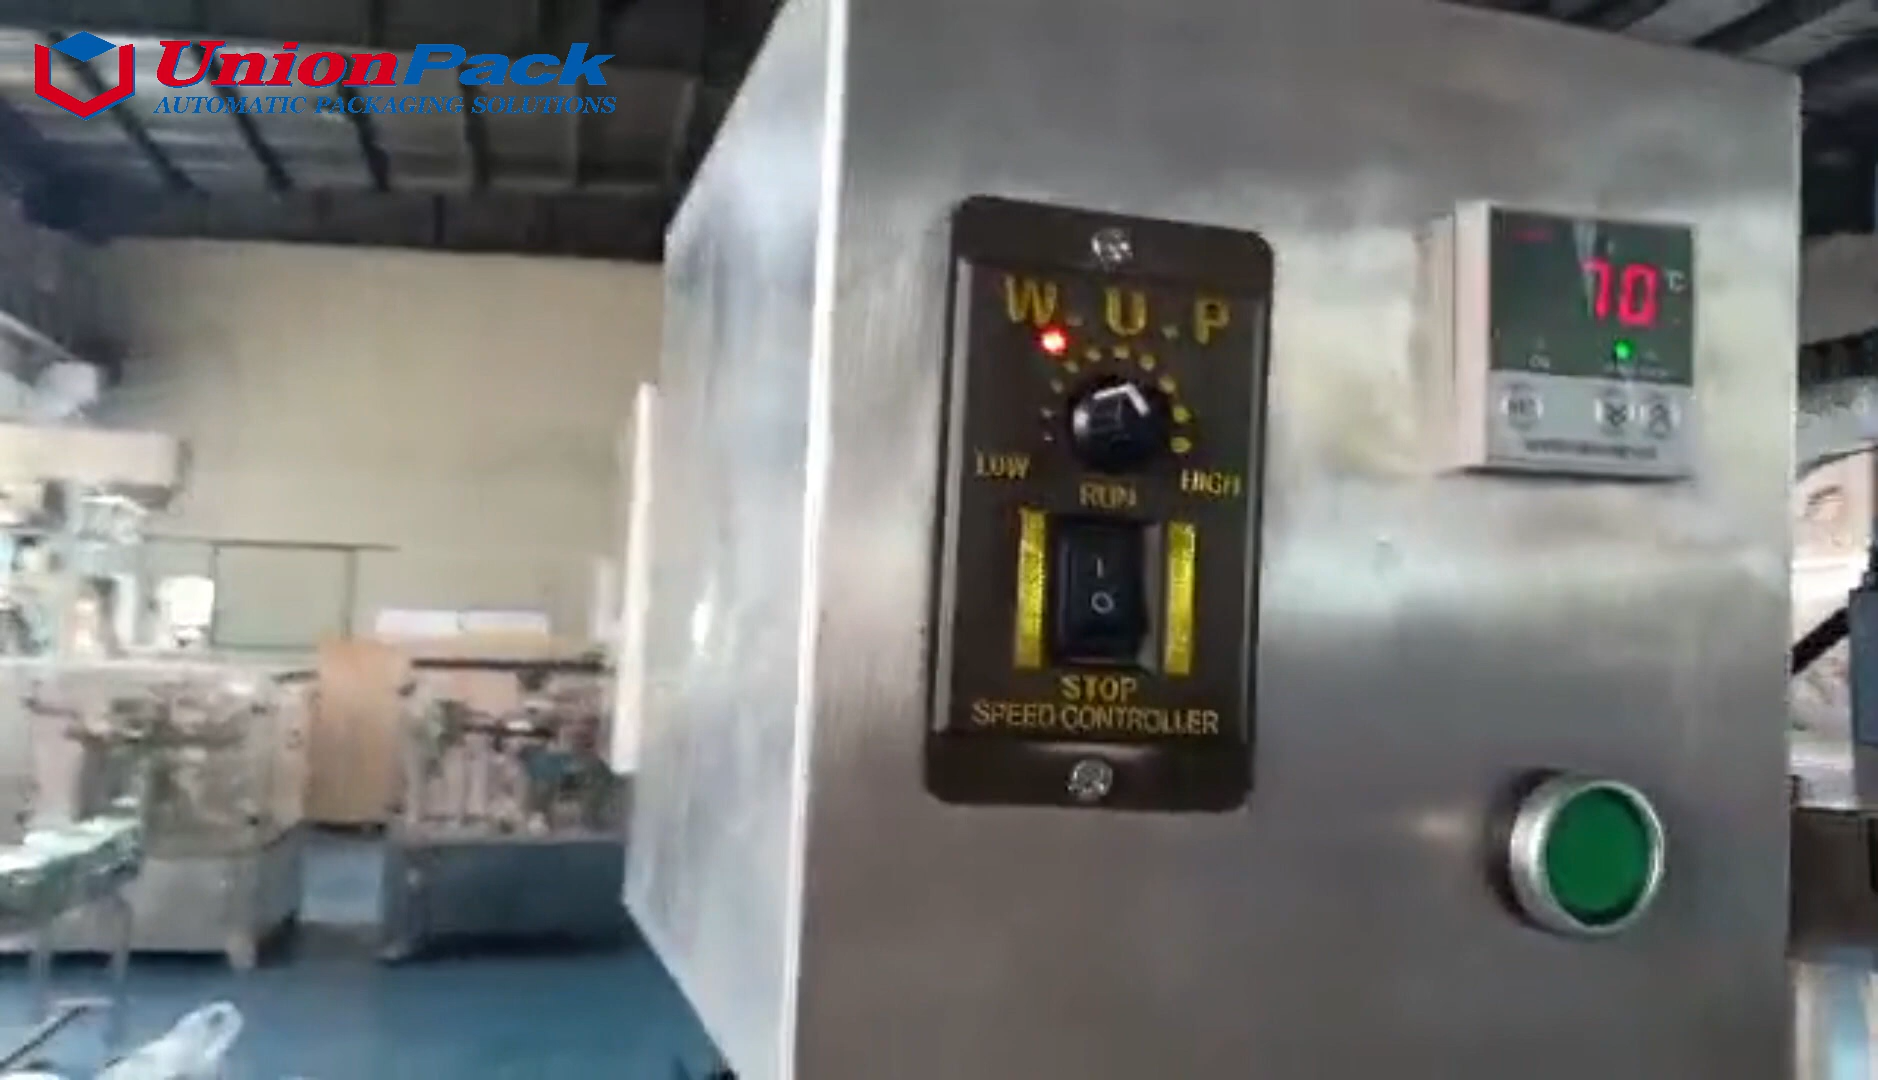 UnionPack
AUTOMATIC PACKAGING SOLUTIONS
W.U.P
LOW
HIGH
RUN
I
O
STOP
SPEED CONTROLLER
70
°C